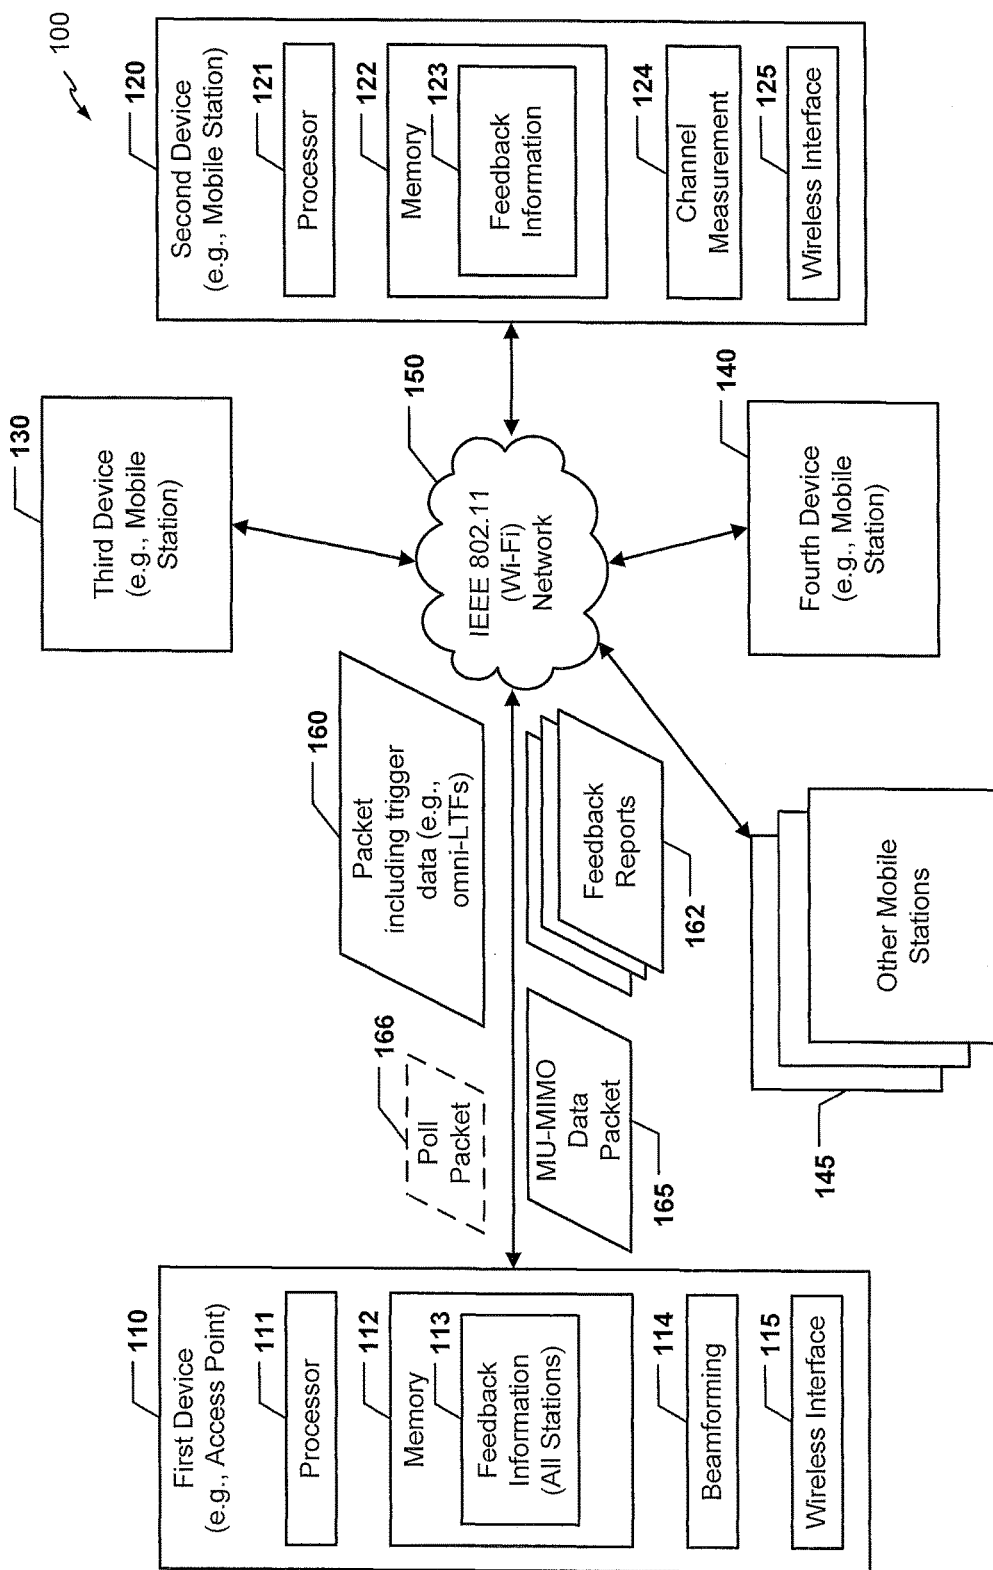 100
110
First Device
(e.g., Access Point)
111
Processor
112
Memory
113
Feedback
Information
(All Stations)
114
Beamforming
115
Wireless Interface
166
Poll
Packet
160
Packet
including trigger
data (e.g.,
omni-LTFs)
MU-MIMO
Data
Packet
165
Feedback
Reports
162
130
Third Device
(e.g., Mobile
Station)
150
IEEE 802.11
(Wi-Fi)
Network
145
Other Mobile
Stations
140
Fourth Device
(e.g., Mobile
Station)
120
Second Device
(e.g., Mobile Station)
121
Processor
122
Memory
123
Feedback
Information
124
Channel
Measurement
125
Wireless Interface